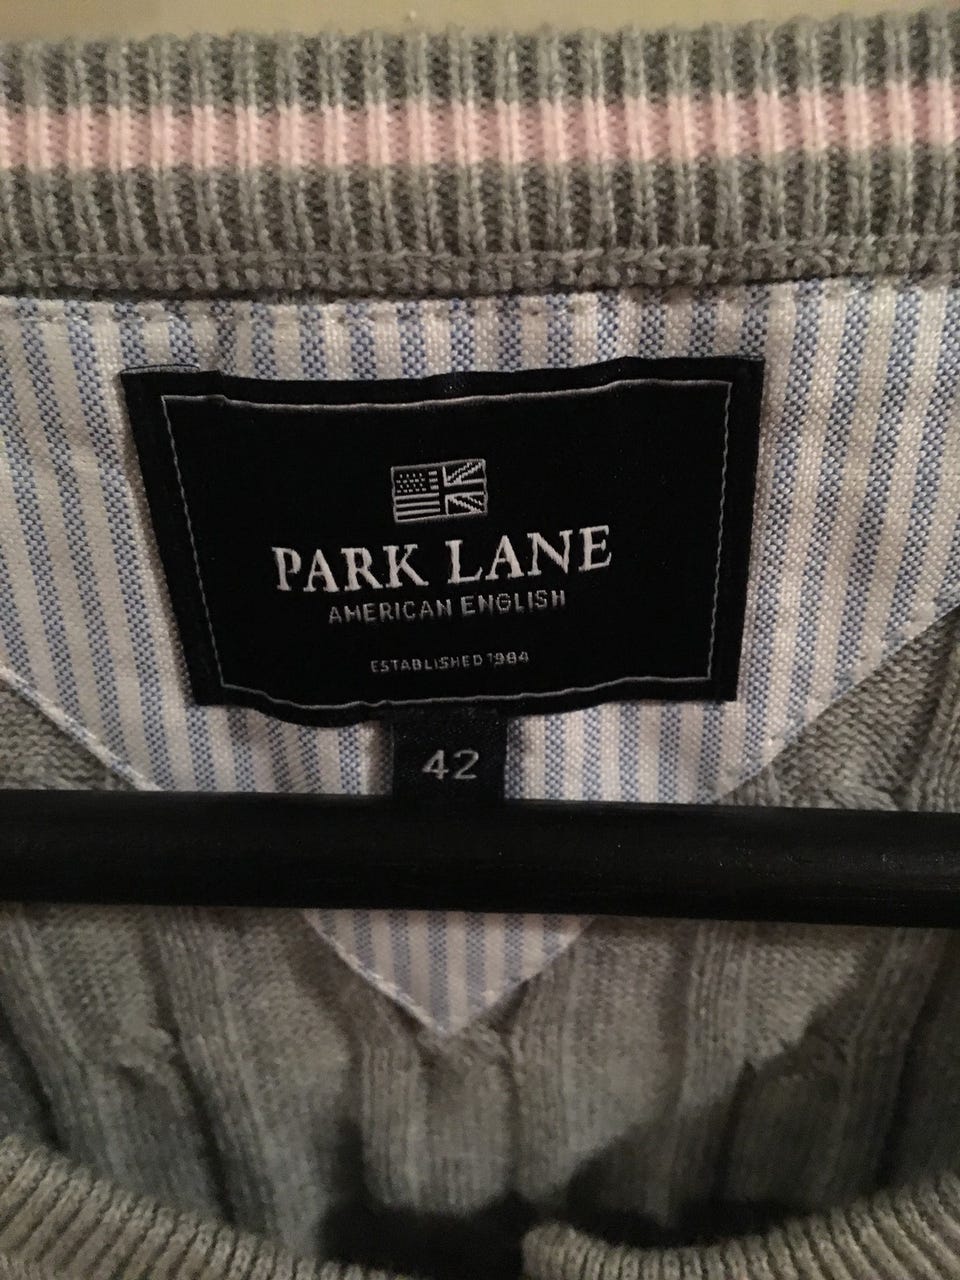 PARK LANE
AMERICAN ENGLISH
ESTABLISHED 1984
42